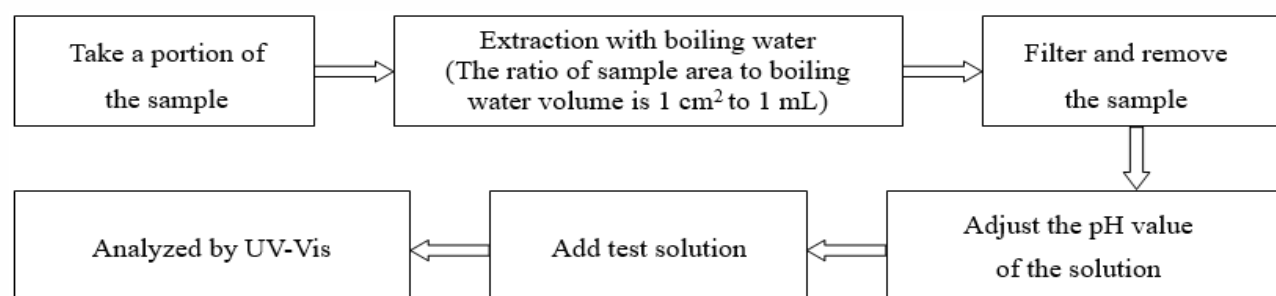 Take a portion of
the sample
Extraction with boiling water
(The ratio of sample area to boiling
water volume is 1 cm² to 1 mL)
Filter and remove
the sample
Adjust the pH value
of the solution
Add test solution
Analyzed by UV-Vis